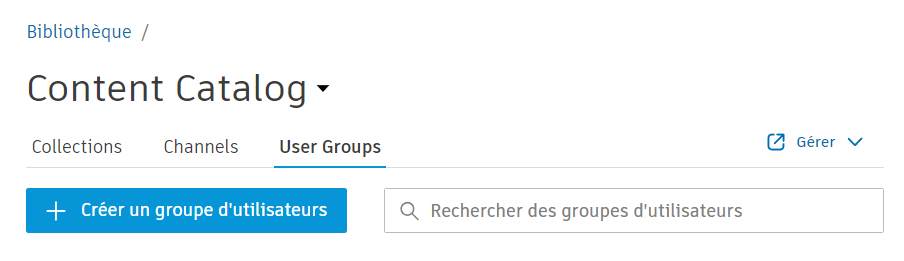 Bibliothèque /
Content Catalog
Collections Channels User Groups Gérer
Créer un groupe d'utilisateurs Rechercher des groupes d'utilisateurs